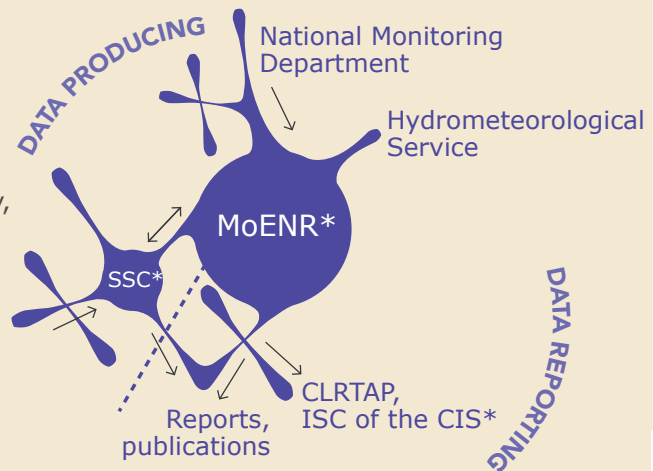 DATA PRODUCING
National Monitoring
Department
Hydrometeorological
Service
MoENR*
SSC*
DATA REPORTING
CLRTAP,
ISC of the CIS*
Reports,
publications